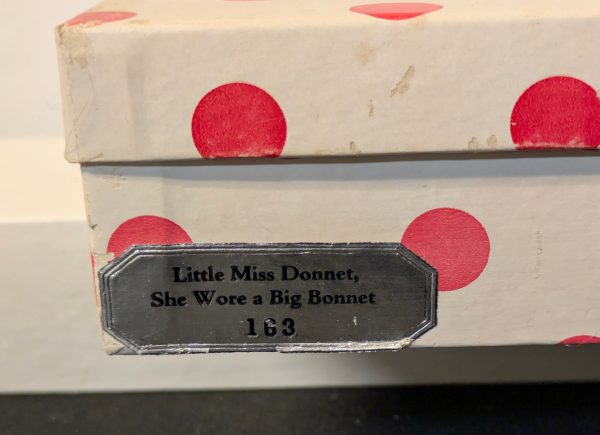 Little Miss Donnet,
She Wore a Big Bonnet
163